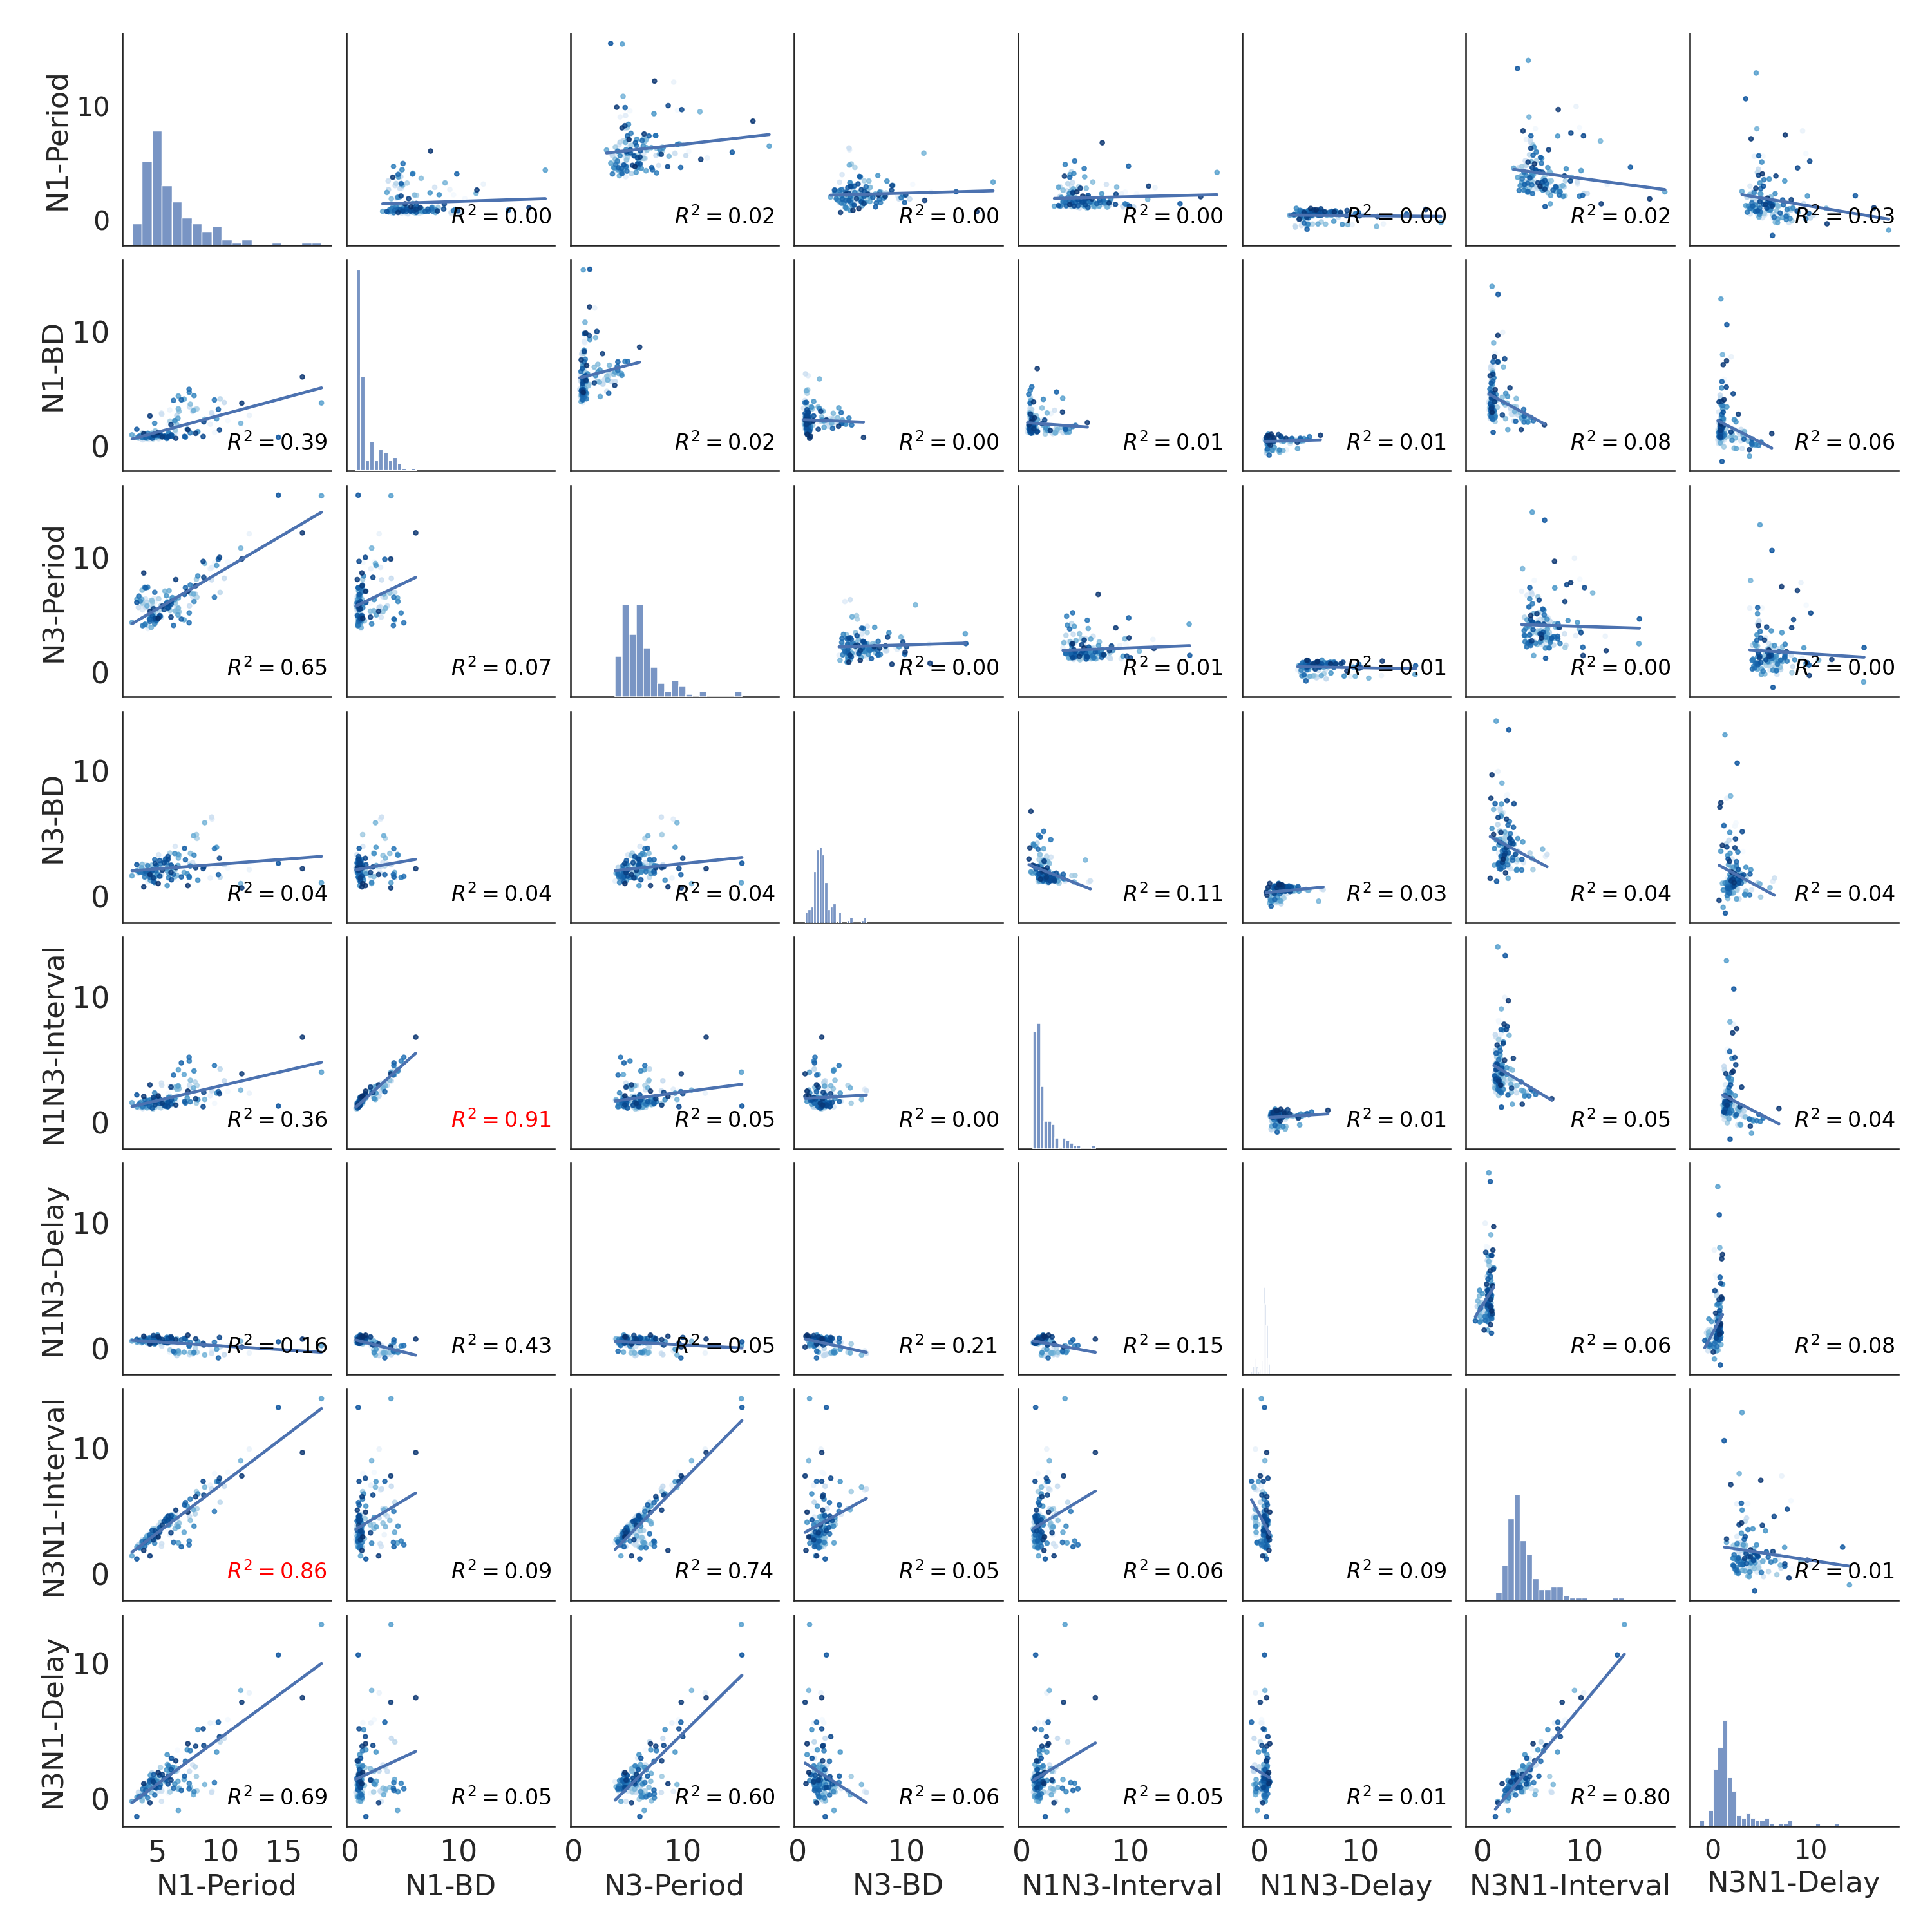 N1-Period
10
0
R² = 0.00
R² = 0.02
R² = 0.00
R² = 0.00
R² = 0.00
R² = 0.02
R² = 0.03
N1-BD
10
0
R² = 0.39
R² = 0.02
R² = 0.00
R² = 0.01
R² = 0.01
R² = 0.08
R² = 0.06
N3-Period
10
0
R² = 0.65
R² = 0.07
R² = 0.00
R² = 0.01
R² = 0.01
R² = 0.00
R² = 0.00
N3-BD
10
0
R² = 0.04
R² = 0.04
R² = 0.04
R² = 0.11
R² = 0.03
R² = 0.04
R² = 0.04
N1N3-Interval
10
0
R² = 0.36
R² = 0.91
R² = 0.05
R² = 0.00
R² = 0.01
R² = 0.05
R² = 0.04
N1N3-Delay
10
0
R² = 0.16
R² = 0.43
R² = 0.05
R² = 0.21
R² = 0.15
R² = 0.06
R² = 0.08
N3N1-Interval
10
0
R² = 0.86
R² = 0.09
R² = 0.74
R² = 0.05
R² = 0.06
R² = 0.09
R² = 0.01
N3N1-Delay
10
0
R² = 0.69
R² = 0.05
R² = 0.60
R² = 0.06
R² = 0.05
R² = 0.01
R² = 0.80
5 10 15 0 10 0 10 0 10 0 10 0 10 0 10 0 10
N1-Period N1-BD N3-Period N3-BD N1N3-Interval N1N3-Delay N3N1-Interval N3N1-Delay